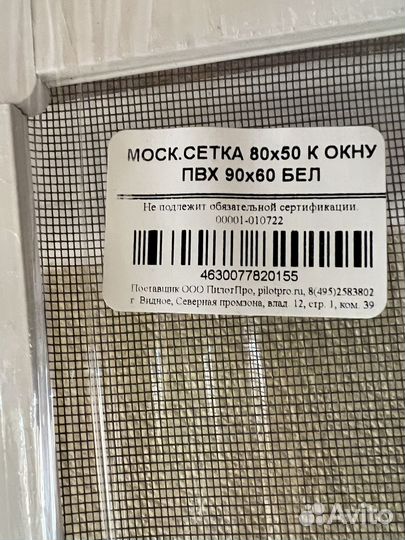 МОСК.СЕТКА 80х50 К ОКНУ
ПВХ 90х60 БЕЛ
Не подлежит обязательной сертификации.
00001-010722
4630077820155
Поставщик ООО ПилотПро, pilotpro.ru, 8(495)2583802
г. Видное, Северная промзона, влад. 12, стр. 1, ком. 39
Avito